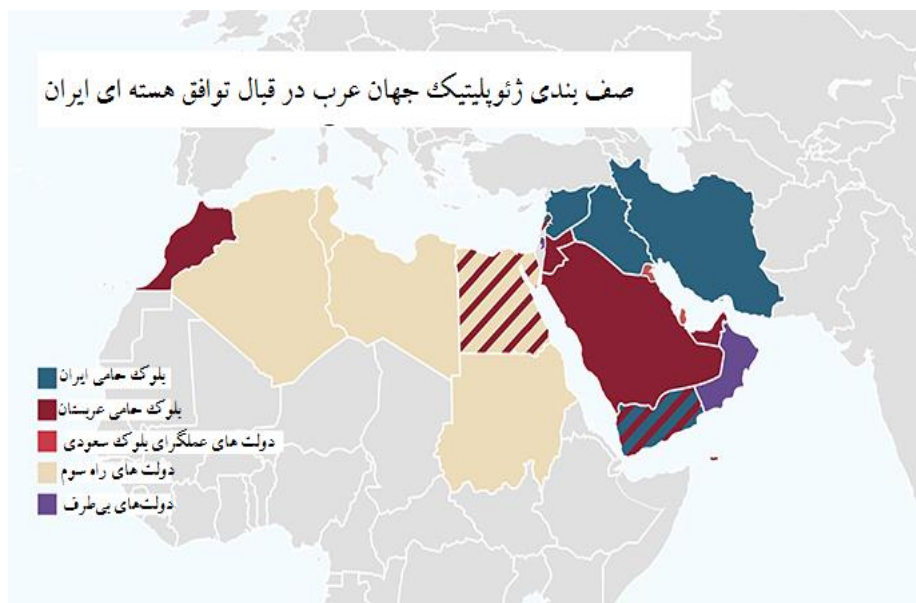 صف بندی ژئوپلیتیک جهان عرب در قبال توافق هسته ای ایران
بلوک حامی ایران
بلوک حامی عربستان
دولت های عملگرای بلوک سعودی
دولت های راه سوم
دولت‌های بی‌طرف